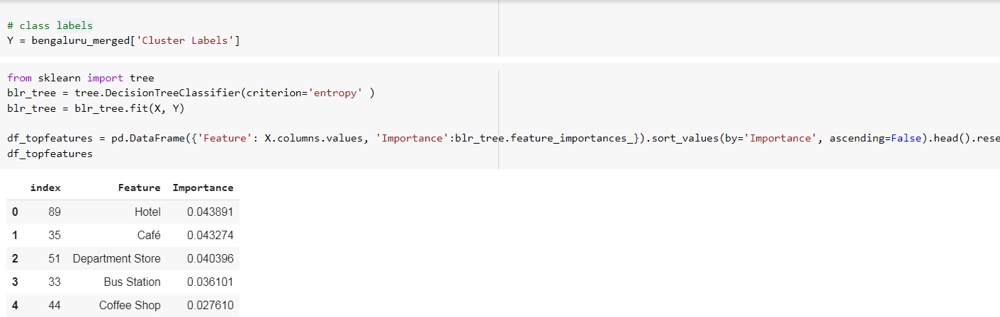 # class labels
Y = bengaluru_merged['Cluster Labels']
from sklearn import tree
blr_tree = tree.DecisionTreeClassifier(criterion='entropy' )
blr_tree = blr_tree.fit(X, Y)
df_topfeatures = pd.DataFrame({'Feature': X.columns.values, 'Importance':blr_tree.feature_importances_}).sort_values(by='Importance', ascending=False).head().rese
df_topfeatures
index Feature Importance
0 89 Hotel 0.043891
1 35 Café 0.043274
2 51 Department Store 0.040396
3 33 Bus Station 0.036101
4 44 Coffee Shop 0.027610